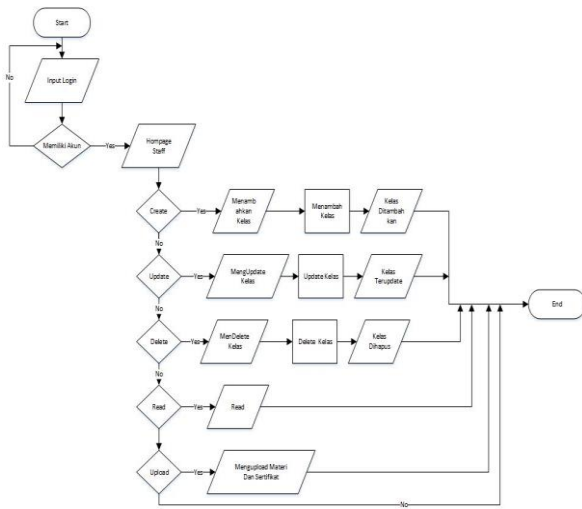 Start
No
Input Login
Memiliki Akun
Yes
Hompage
Staff
Create
Yes
Menamb
ahkan
Kelas
Menambah
Kelas
Kelas
Ditambah
kan
No
Update
Yes
MengUpdate
Kelas
Update Kelas
Kelas
Terupdate
End
No
Delete
Yes
MenDelete
Kelas
Delete Kelas
Kelas
Dihapus
No
Read
Yes
Read
Upload
Yes
Mengupload Materi
Dan Sertifikat
No